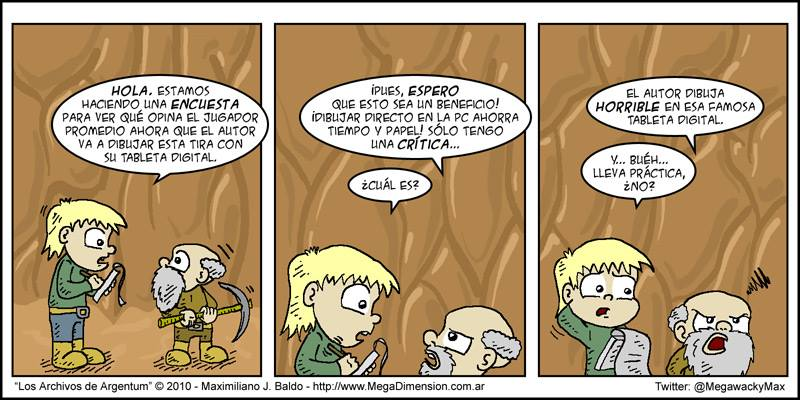 HOLA. ESTAMOS
HACIENDO UNA ENCUESTA
PARA VER QUÉ OPINA EL JUGADOR
PROMEDIO AHORA QUE EL AUTOR
VA A DIBUJAR ESTA TIRA CON
SU TABLETA DIGITAL.
¡PUES, ESPERO
QUE ESTO SEA UN BENEFICIO!
¡DIBUJAR DIRECTO EN LA PC AHORRA
TIEMPO Y PAPEL! SÓLO TENGO
UNA CRÍTICA...
¿CUÁL ES?
EL AUTOR DIBUJA
HORRIBLE EN ESA FAMOSA
TABLETA DIGITAL.
Y... BUÉH...
LLEVA PRÁCTICA,
¿NO?
“Los Archivos de Argentum” © 2010 - Maximiliano J. Baldo - http://www.MegaDimension.com.ar
Twitter: @MegawackyMax